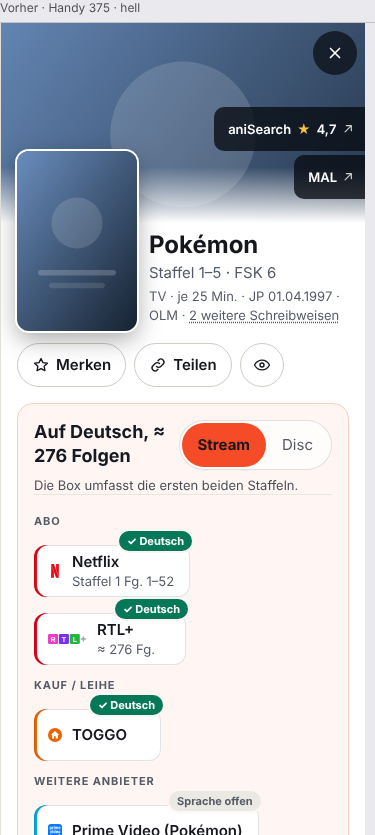 Vorher · Handy 375 · hell
aniSearch ★ 4,7 ↗
MAL ↗
Pokémon
Staffel 1–5 · FSK 6
TV · je 25 Min. · JP 01.04.1997 ·
OLM · 2 weitere Schreibweisen
Merken
Teilen
Auf Deutsch, ≈
276 Folgen
Stream
Disc
Die Box umfasst die ersten beiden Staffeln.
ABO
✓ Deutsch
N
Netflix
Staffel 1 Fg. 1–52
✓ Deutsch
RTL+
RTL+
≈ 276 Fg.
KAUF / LEIHE
✓ Deutsch
TOGGO
WEITERE ANBIETER
Sprache offen
prime video
Prime Video (Pokémon)